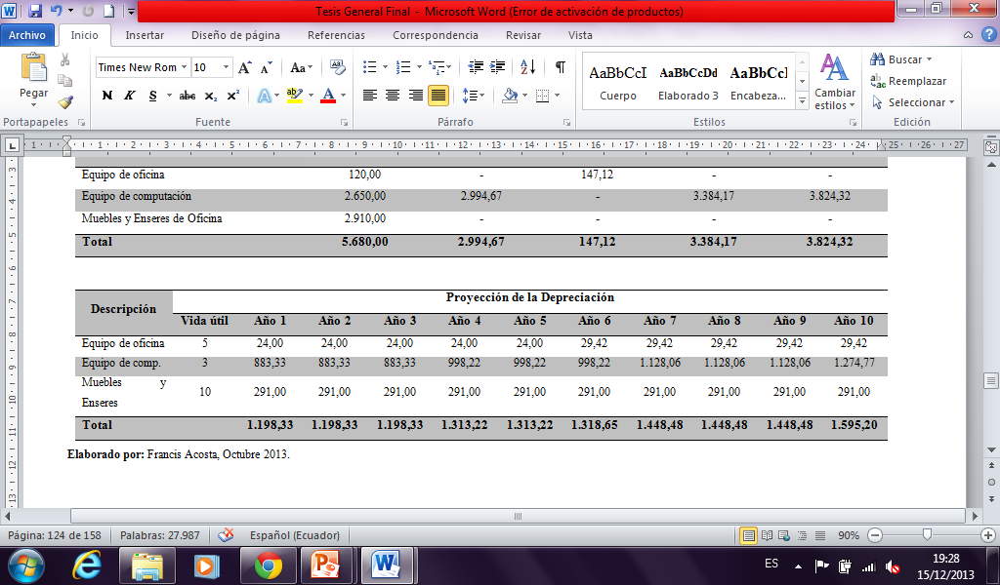 Tesis General Final - Microsoft Word (Error de activación de productos)
Archivo Inicio Insertar Diseño de página Referencias Correspondencia Revisar Vista
Pegar
Portapapeles
Times New Rom 10
Fuente
Párrafo
AaBbCcI AaBbCcDd AaBbCcI
Cuerpo Elaborado 3 Encabeza...
Cambiar estilos
Estilos
Buscar
Reemplazar
Seleccionar
Edición
Equipo de oficina 120,00 - 147,12 - -
Equipo de computación 2.650,00 2.994,67 - 3.384,17 3.824,32
Muebles y Enseres de Oficina 2.910,00 - - - -
Total 5.680,00 2.994,67 147,12 3.384,17 3.824,32
Descripción Proyección de la Depreciación
Vida útil Año 1 Año 2 Año 3 Año 4 Año 5 Año 6 Año 7 Año 8 Año 9 Año 10
Equipo de oficina 5 24,00 24,00 24,00 24,00 24,00 29,42 29,42 29,42 29,42 29,42
Equipo de comp. 3 883,33 883,33 883,33 998,22 998,22 998,22 1.128,06 1.128,06 1.128,06 1.274,77
Muebles y
Enseres 10 291,00 291,00 291,00 291,00 291,00 291,00 291,00 291,00 291,00 291,00
Total 1.198,33 1.198,33 1.198,33 1.313,22 1.313,22 1.318,65 1.448,48 1.448,48 1.448,48 1.595,20
Elaborado por: Francis Acosta, Octubre 2013.
Página: 124 de 158 Palabras: 27.987 Español (Ecuador) 90%
ES 19:28
15/12/2013